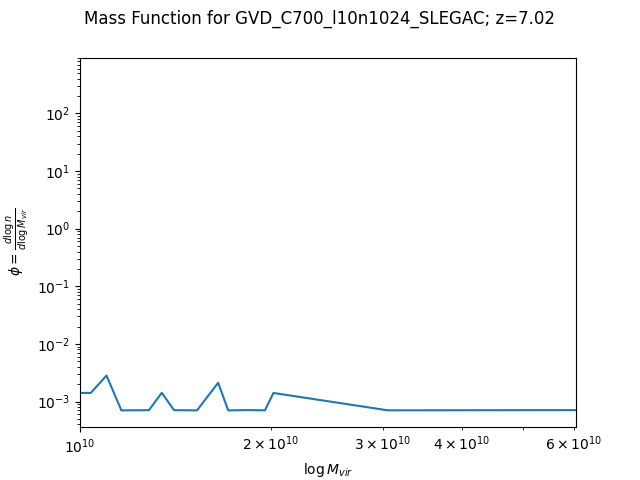 Mass Function for GVD_C700_l10n1024_SLEGAC; z=7.02
10²
10¹
10⁰
10⁻¹
10⁻²
10⁻³
ϕ = d log n / d log M_vir
10¹⁰
2 × 10¹⁰
3 × 10¹⁰
4 × 10¹⁰
6 × 10¹⁰
log M_vir